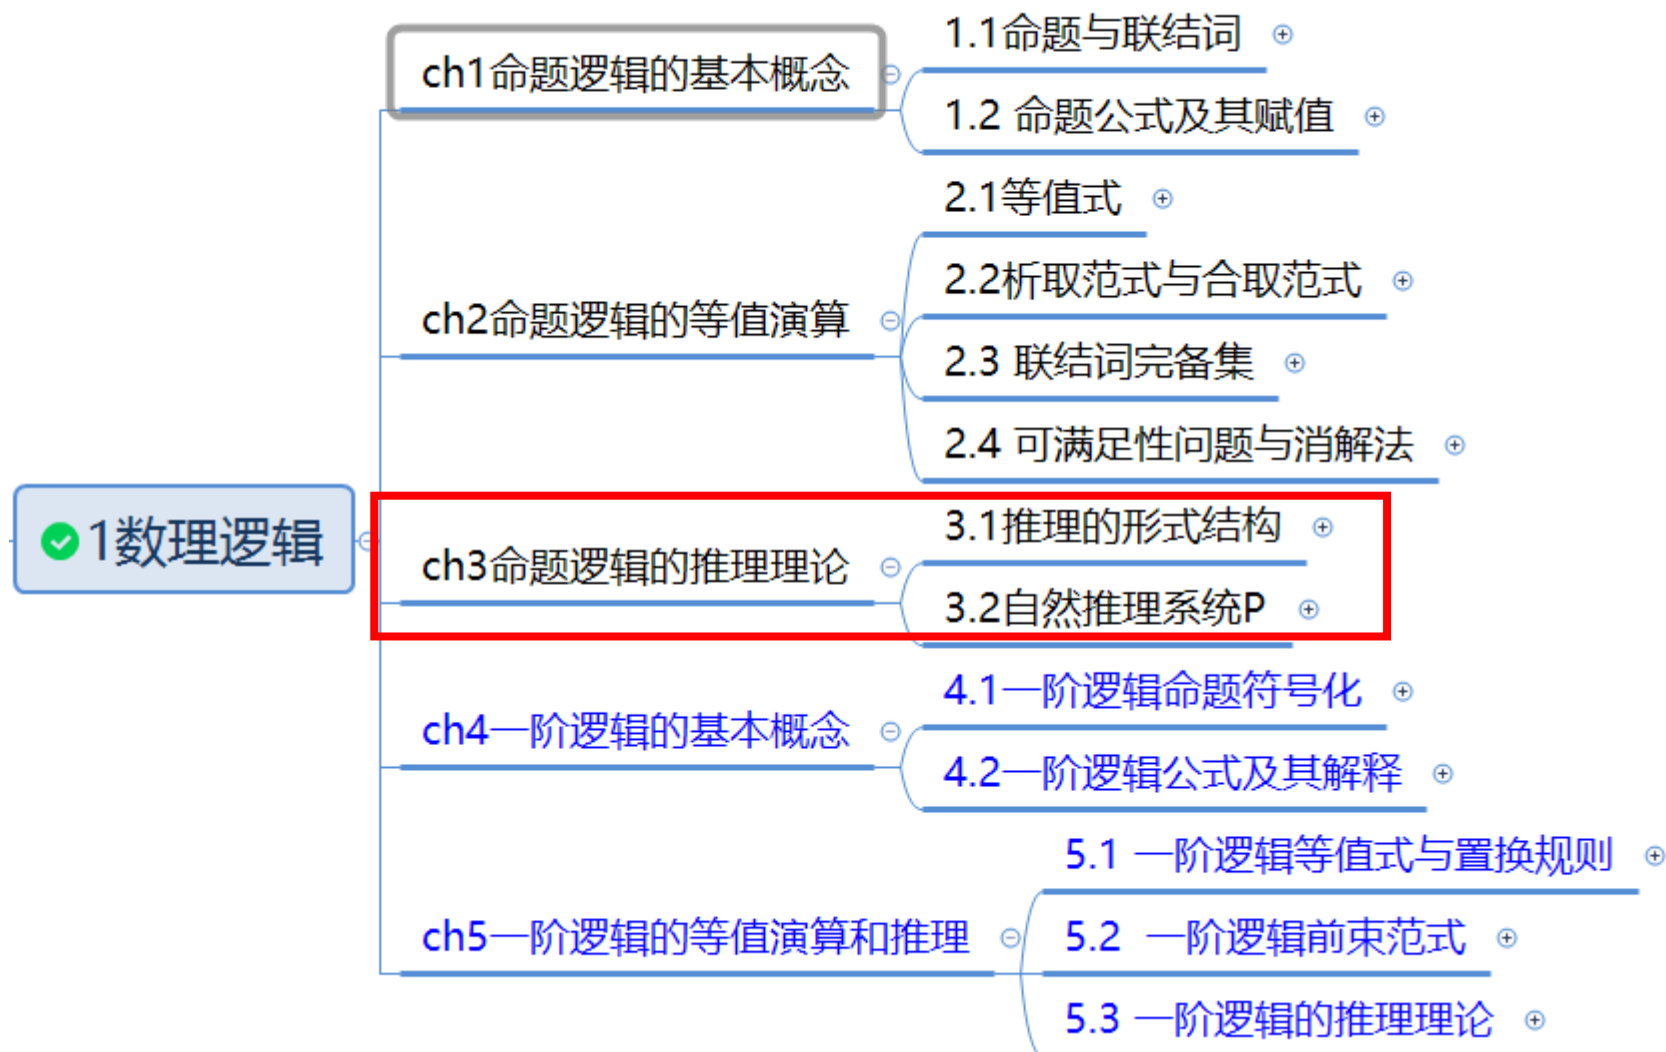 1数理逻辑
ch1命题逻辑的基本概念
1.1命题与联结词
1.2 命题公式及其赋值
ch2命题逻辑的等值演算
2.1等值式
2.2析取范式与合取范式
2.3 联结词完备集
2.4 可满足性问题与消解法
ch3命题逻辑的推理理论
3.1推理的形式结构
3.2自然推理系统P
ch4一阶逻辑的基本概念
4.1一阶逻辑命题符号化
4.2一阶逻辑公式及其解释
ch5一阶逻辑的等值演算和推理
5.1 一阶逻辑等值式与置换规则
5.2 一阶逻辑前束范式
5.3 一阶逻辑的推理理论